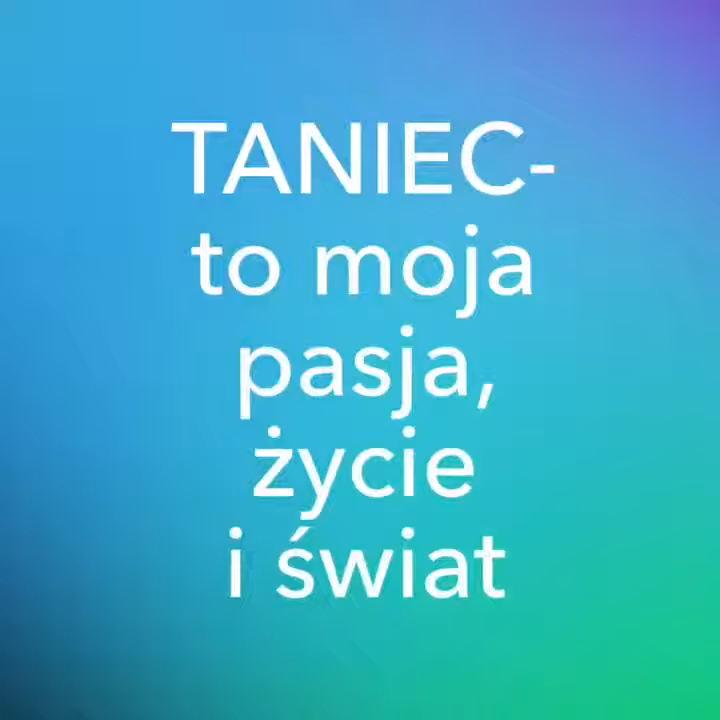 TANIEC-
to moja
pasja,
życie
i świat